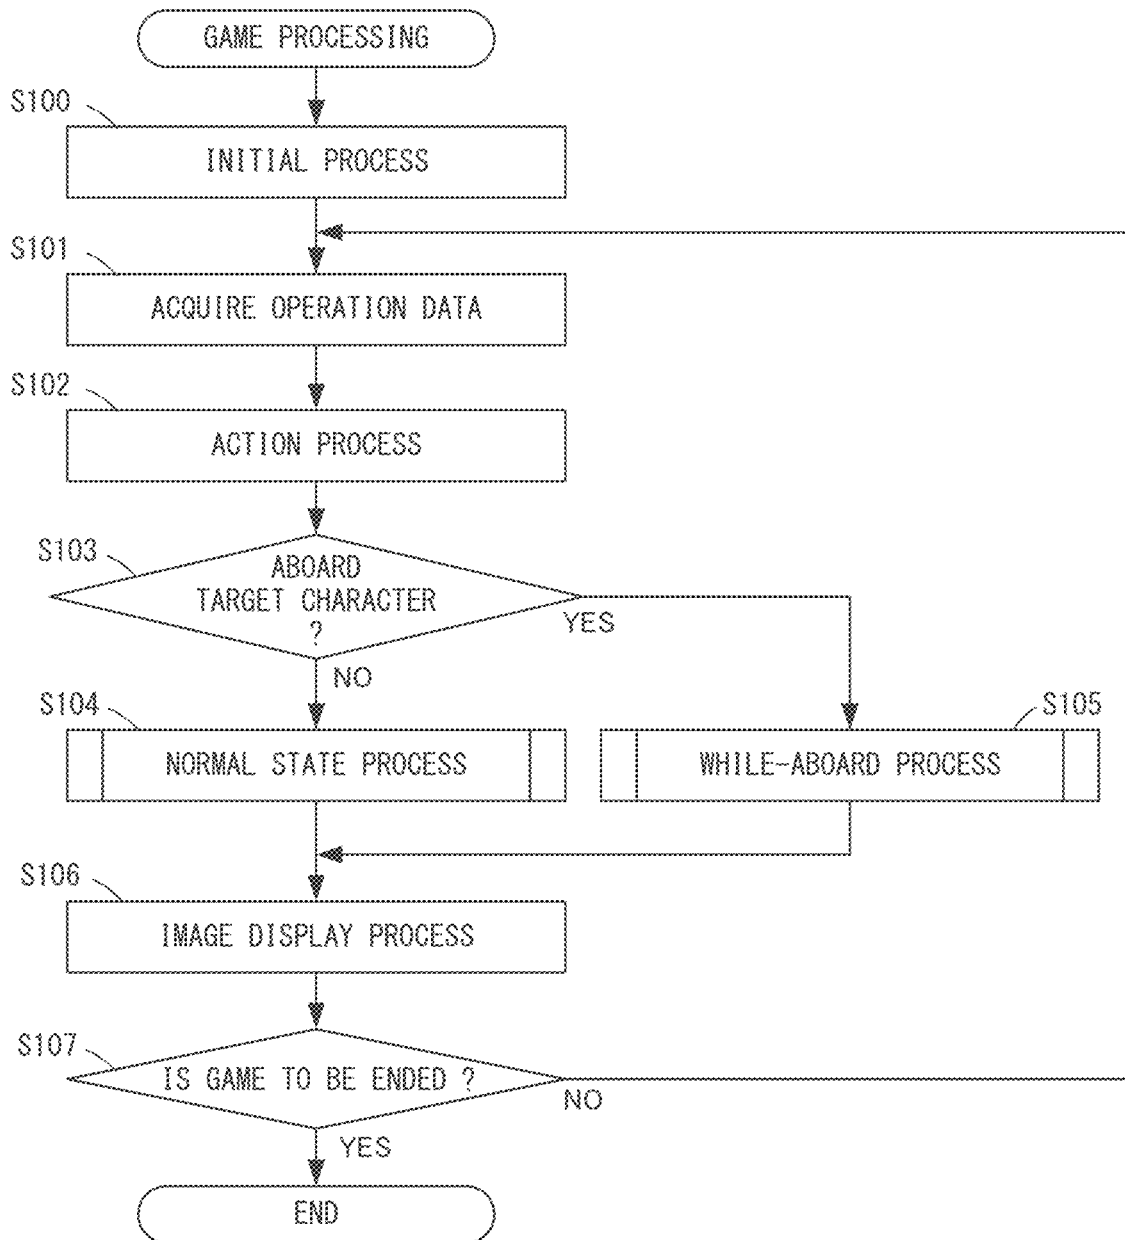 GAME PROCESSING
S100
INITIAL PROCESS
S101
ACQUIRE OPERATION DATA
S102
ACTION PROCESS
S103
ABOARD
TARGET CHARACTER
?
YES
NO
S104
NORMAL STATE PROCESS
S105
WHILE-ABOARD PROCESS
S106
IMAGE DISPLAY PROCESS
S107
IS GAME TO BE ENDED ?
NO
YES
END